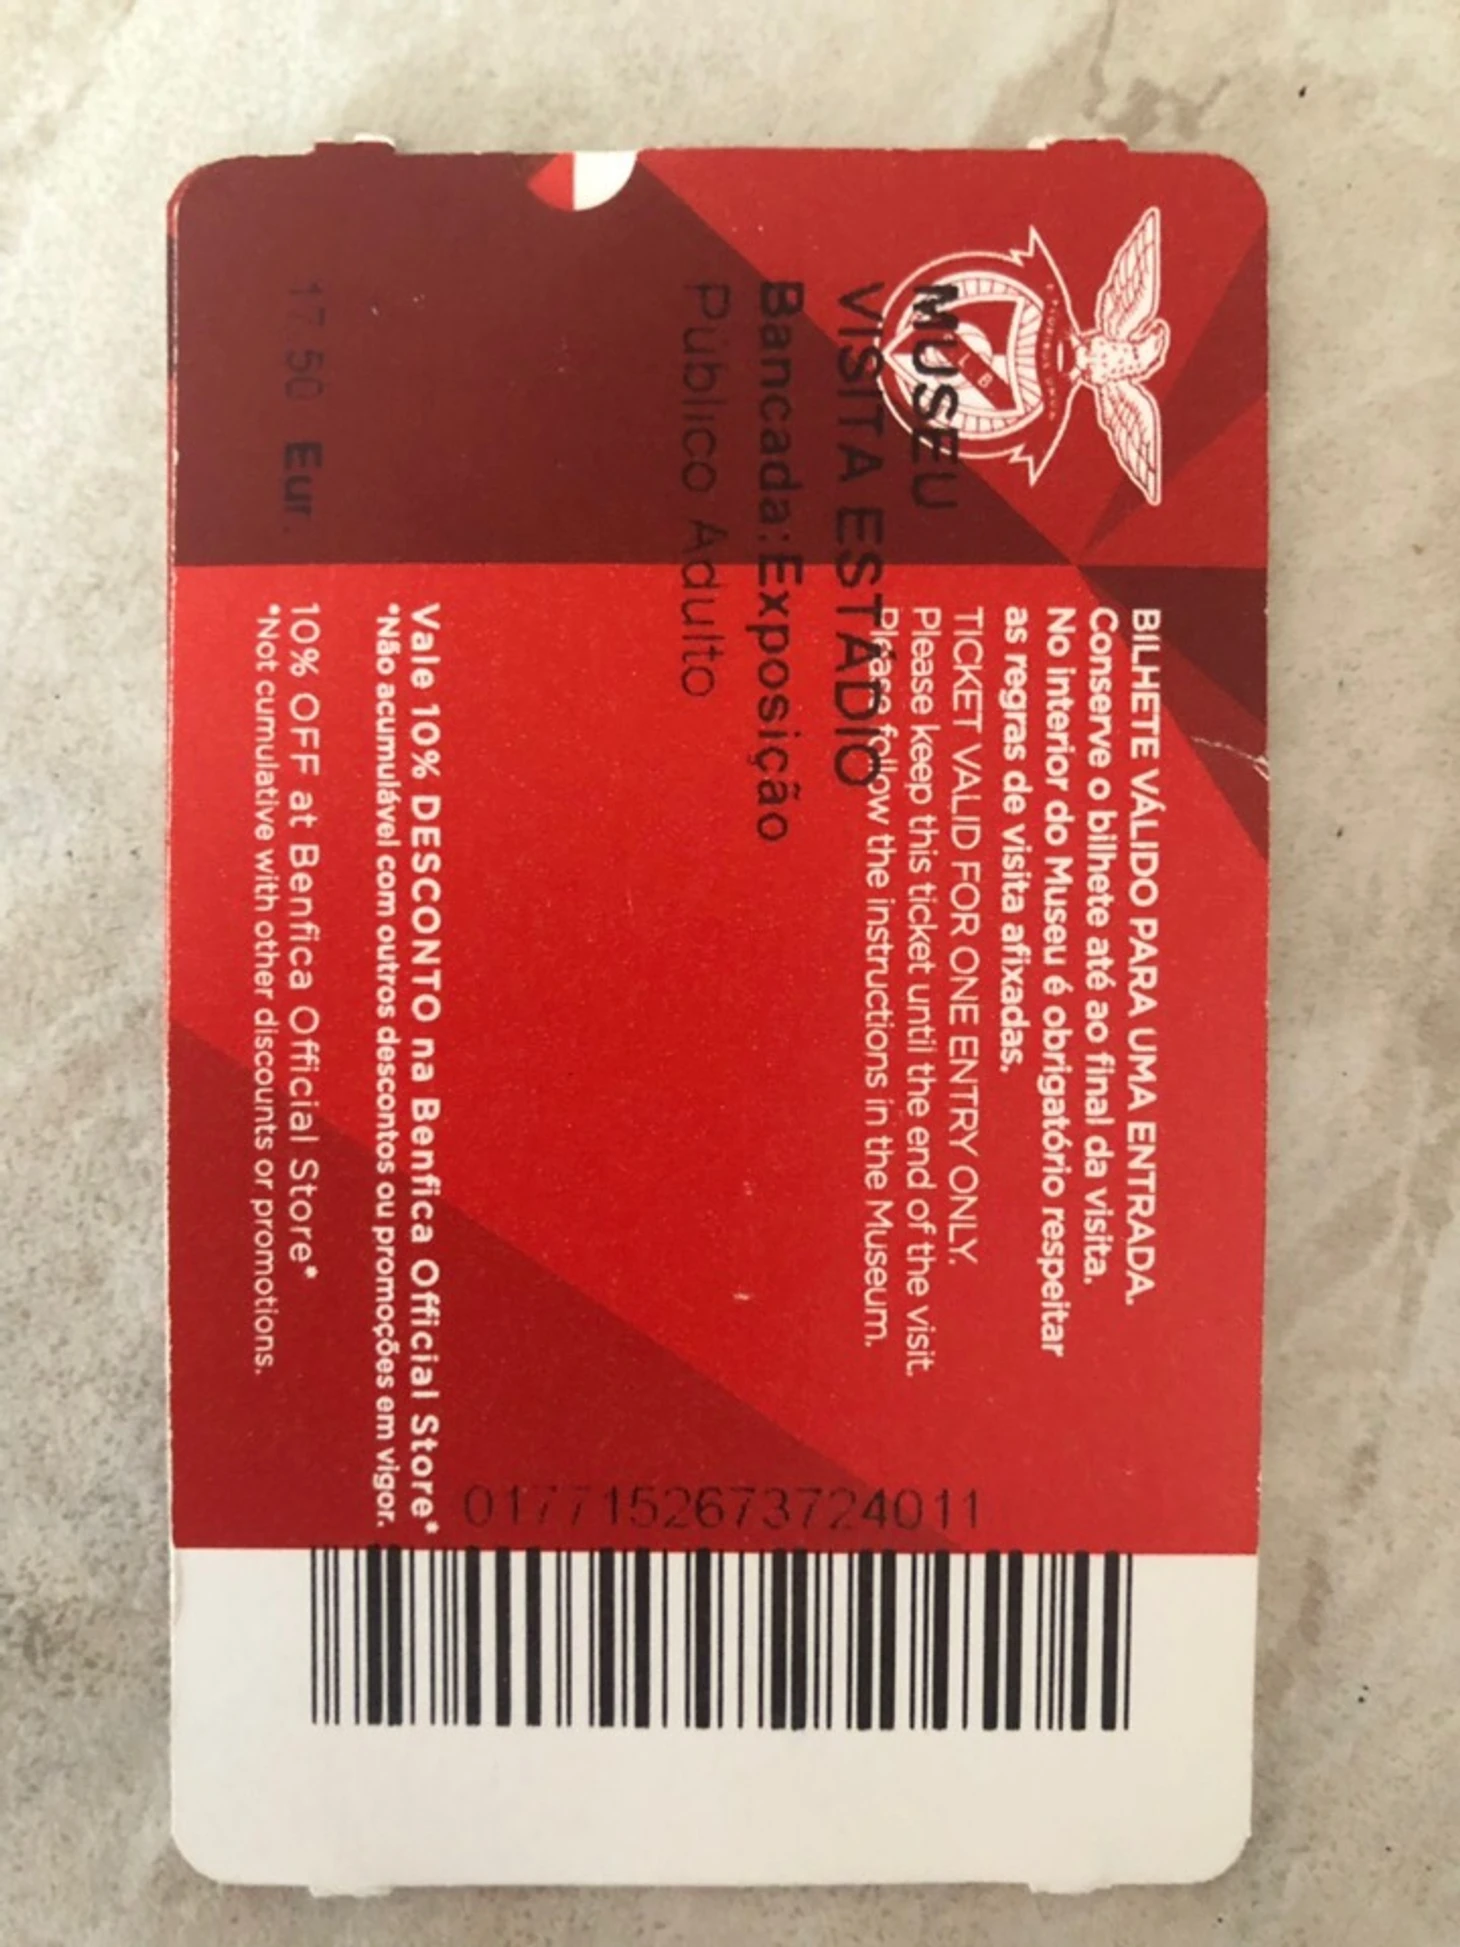 BILHETE VÁLIDO PARA UMA ENTRADA.
Conserve o bilhete até ao final da visita.
No interior do Museu é obrigatório respeitar
as regras de visita afixadas.
TICKET VALID FOR ONE ENTRY ONLY.
Please keep this ticket until the end of the visit.
Please follow the instructions in the Museum.
MUSEU
VISITA ESTÁDIO
Bancada:Exposição
Público Adulto
Vale 10% DESCONTO na Benfica Official Store*
*Não acumulável com outros descontos ou promoções em vigor.
10% OFF at Benfica Official Store*
*Not cumulative with other discounts or promotions.
17.50 Eur.
0177152673724011